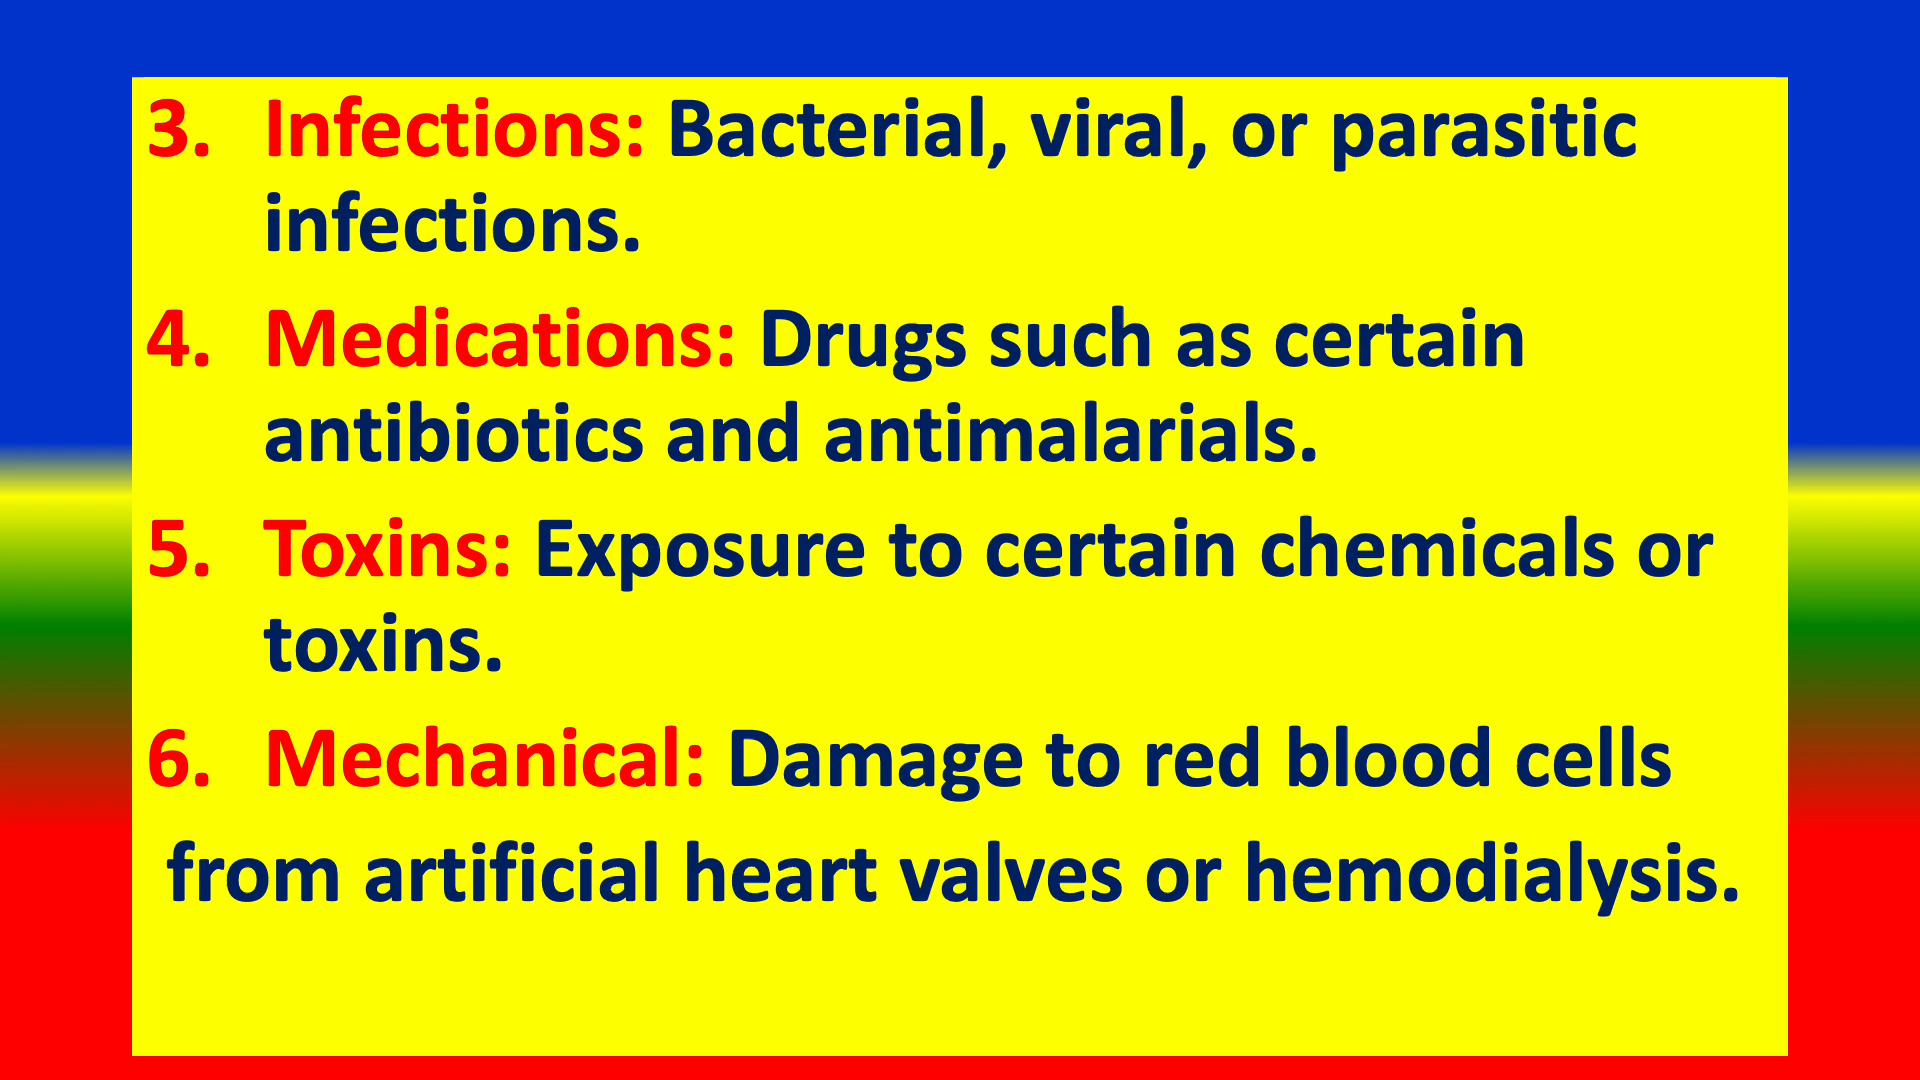 3. Infections: Bacterial, viral, or parasitic
infections.
4. Medications: Drugs such as certain
antibiotics and antimalarials.
5. Toxins: Exposure to certain chemicals or
toxins.
6. Mechanical: Damage to red blood cells
from artificial heart valves or hemodialysis.